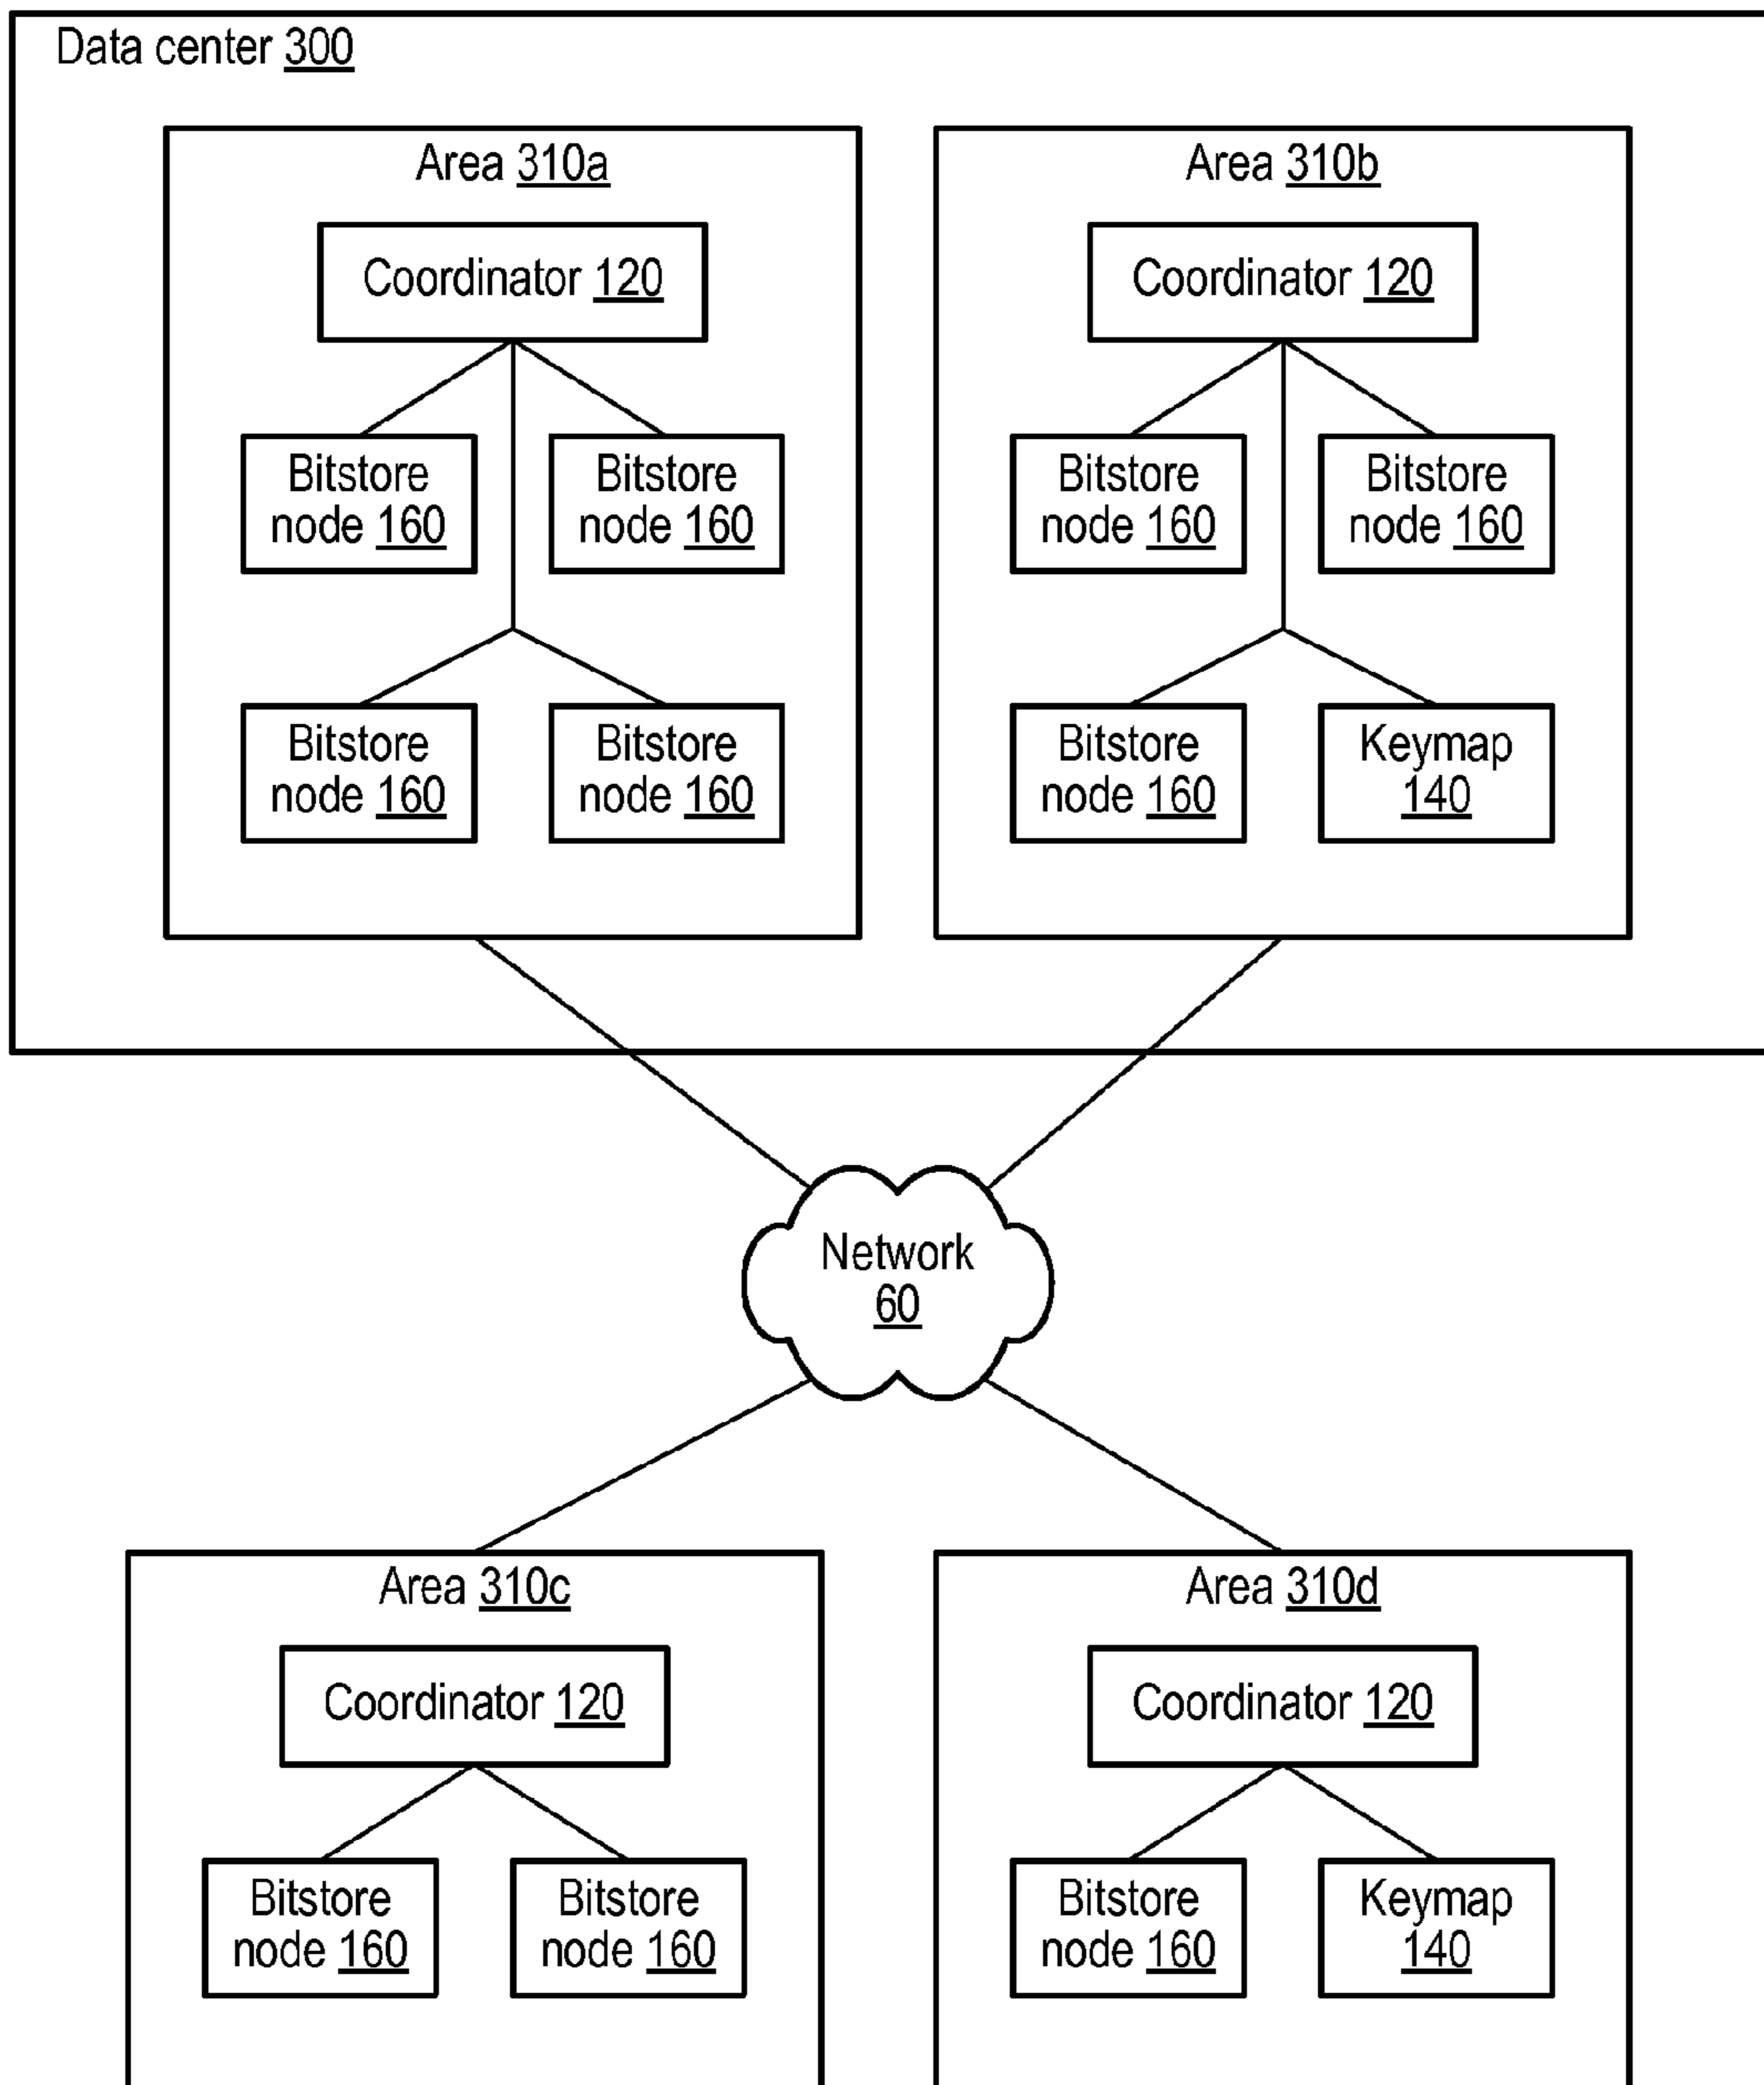 Data center 300
Area 310a
Coordinator 120
Bitstore
node 160
Bitstore
node 160
Bitstore
node 160
Bitstore
node 160
Area 310b
Coordinator 120
Bitstore
node 160
Bitstore
node 160
Bitstore
node 160
Keymap
140
Network
60
Area 310c
Coordinator 120
Bitstore
node 160
Bitstore
node 160
Area 310d
Coordinator 120
Bitstore
node 160
Keymap
140